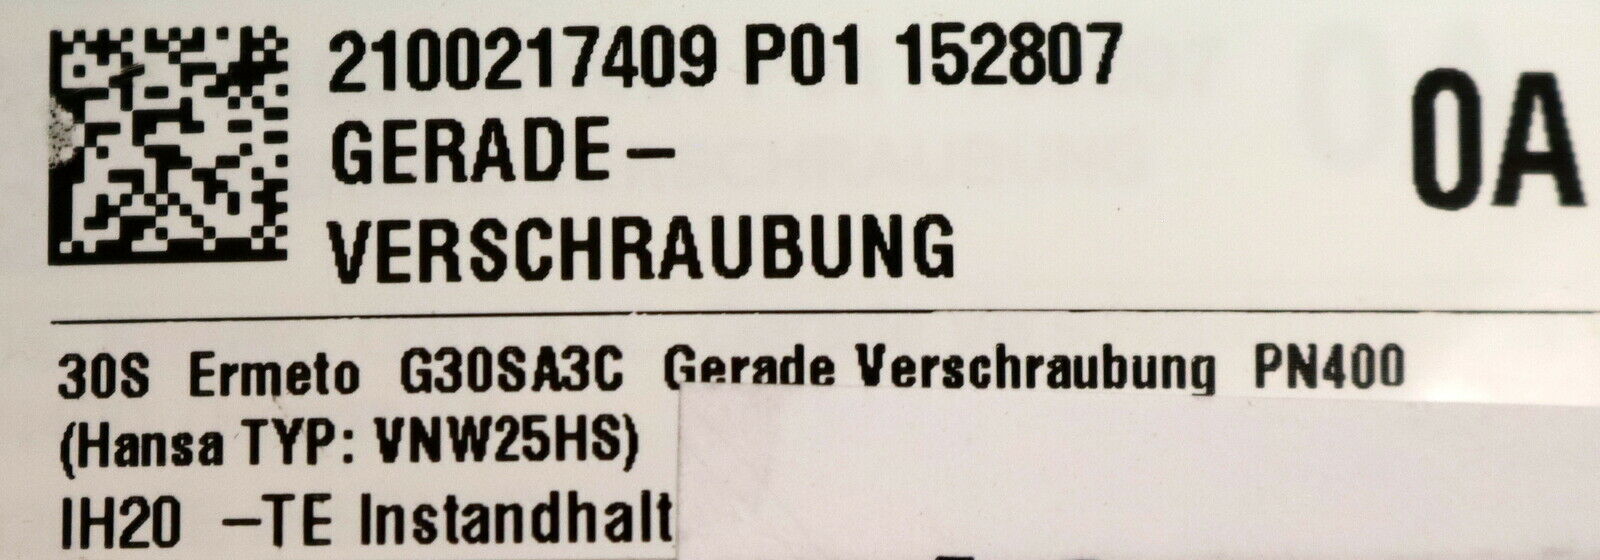 2100217409 P01 152807
0A
GERADE-
VERSCHRAUBUNG
30S Ermeto G30SA3C Gerade Verschraubung PN400
(Hansa TYP: VNW25HS)
IH20 -TE Instandhalt